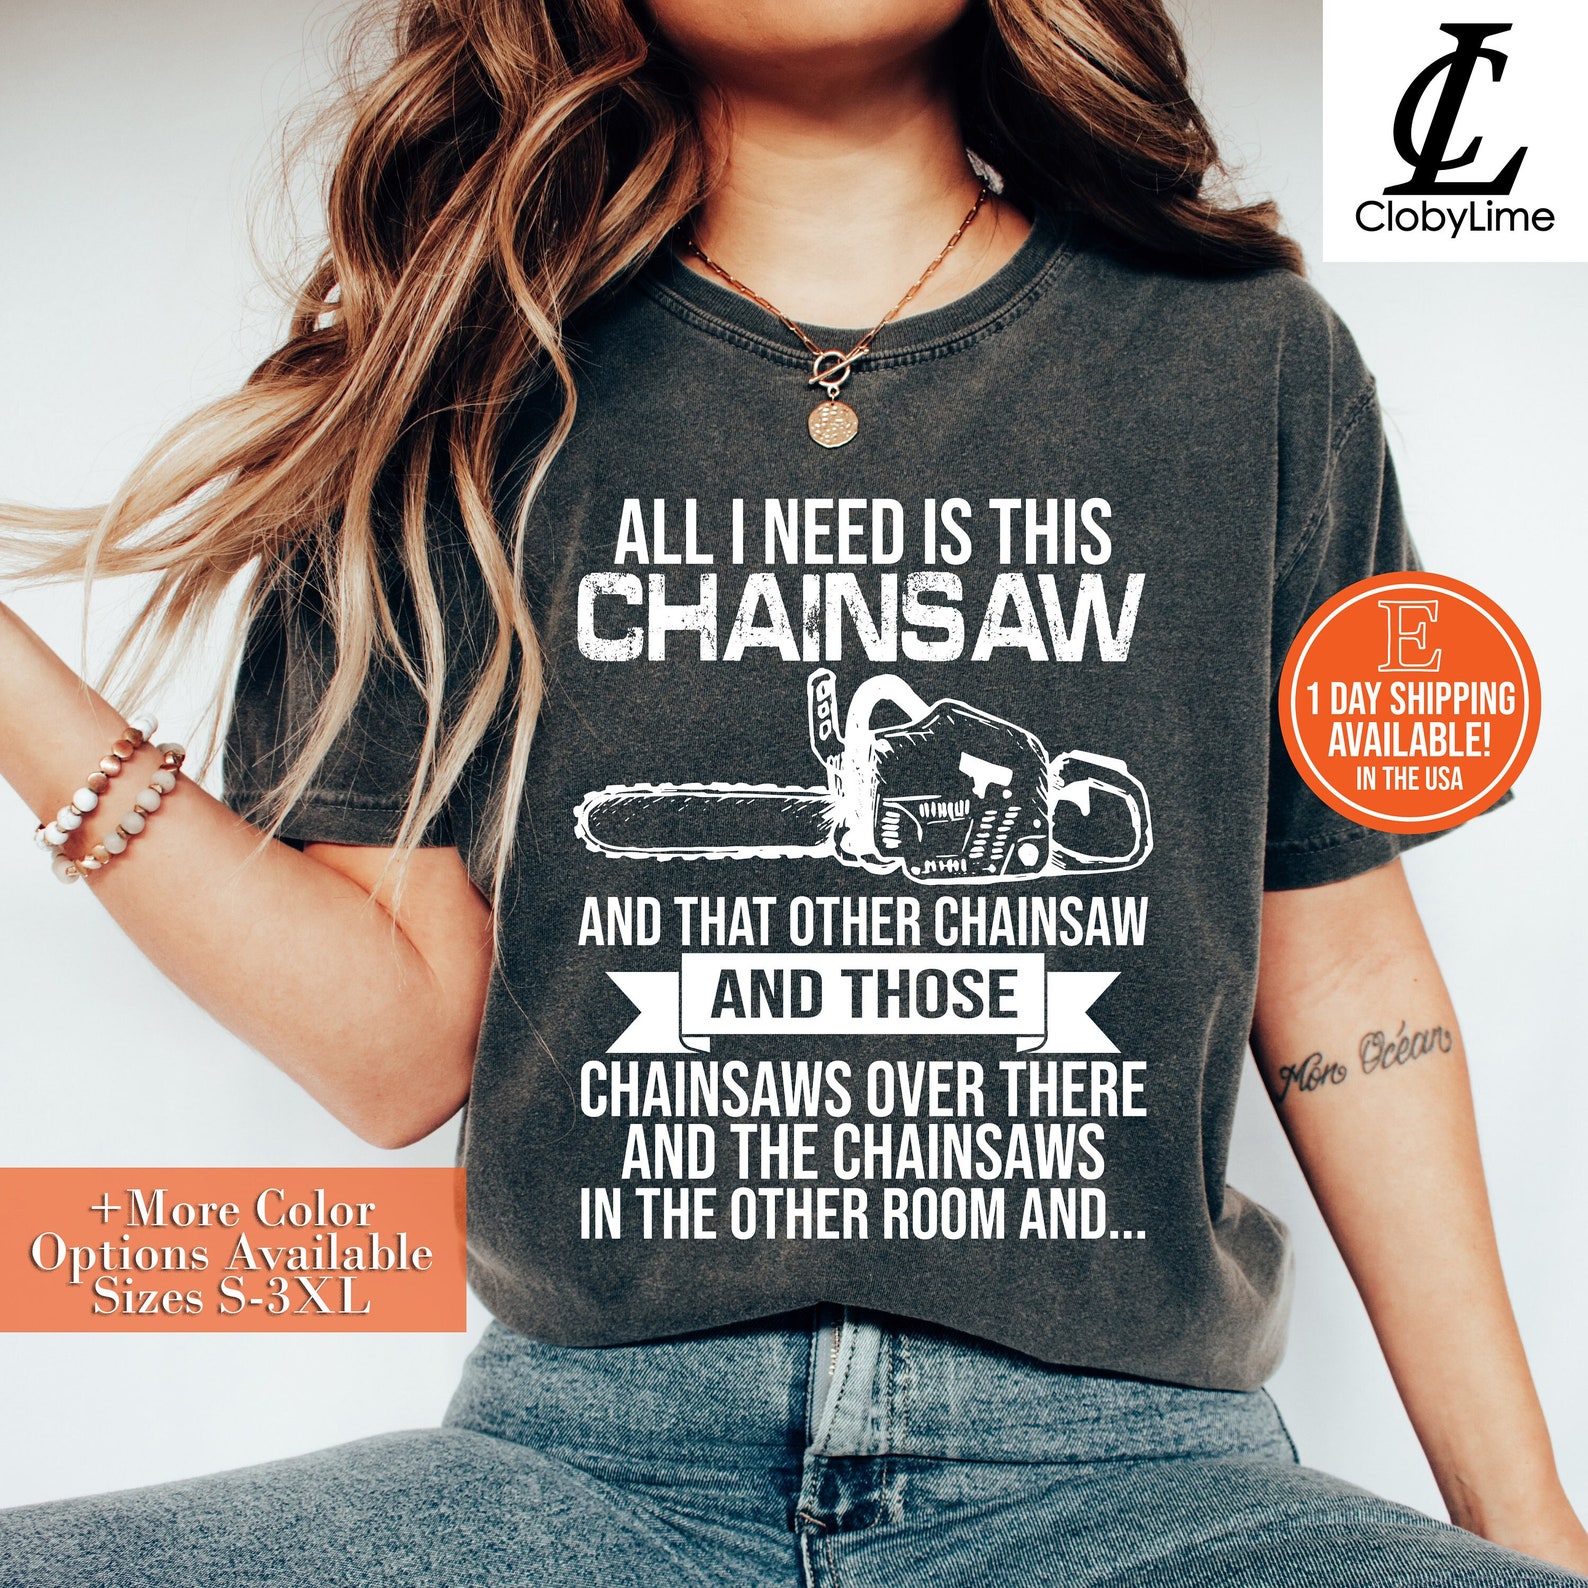 LC
ClobyLime
ALL I NEED IS THIS
CHAINSAW
AND THAT OTHER CHAINSAW
AND THOSE
CHAINSAWS OVER THERE
AND THE CHAINSAWS
IN THE OTHER ROOM AND...
E
1 DAY SHIPPING
AVAILABLE!
IN THE USA
Mon Océan
+More Color
Options Available
Sizes S-3XL